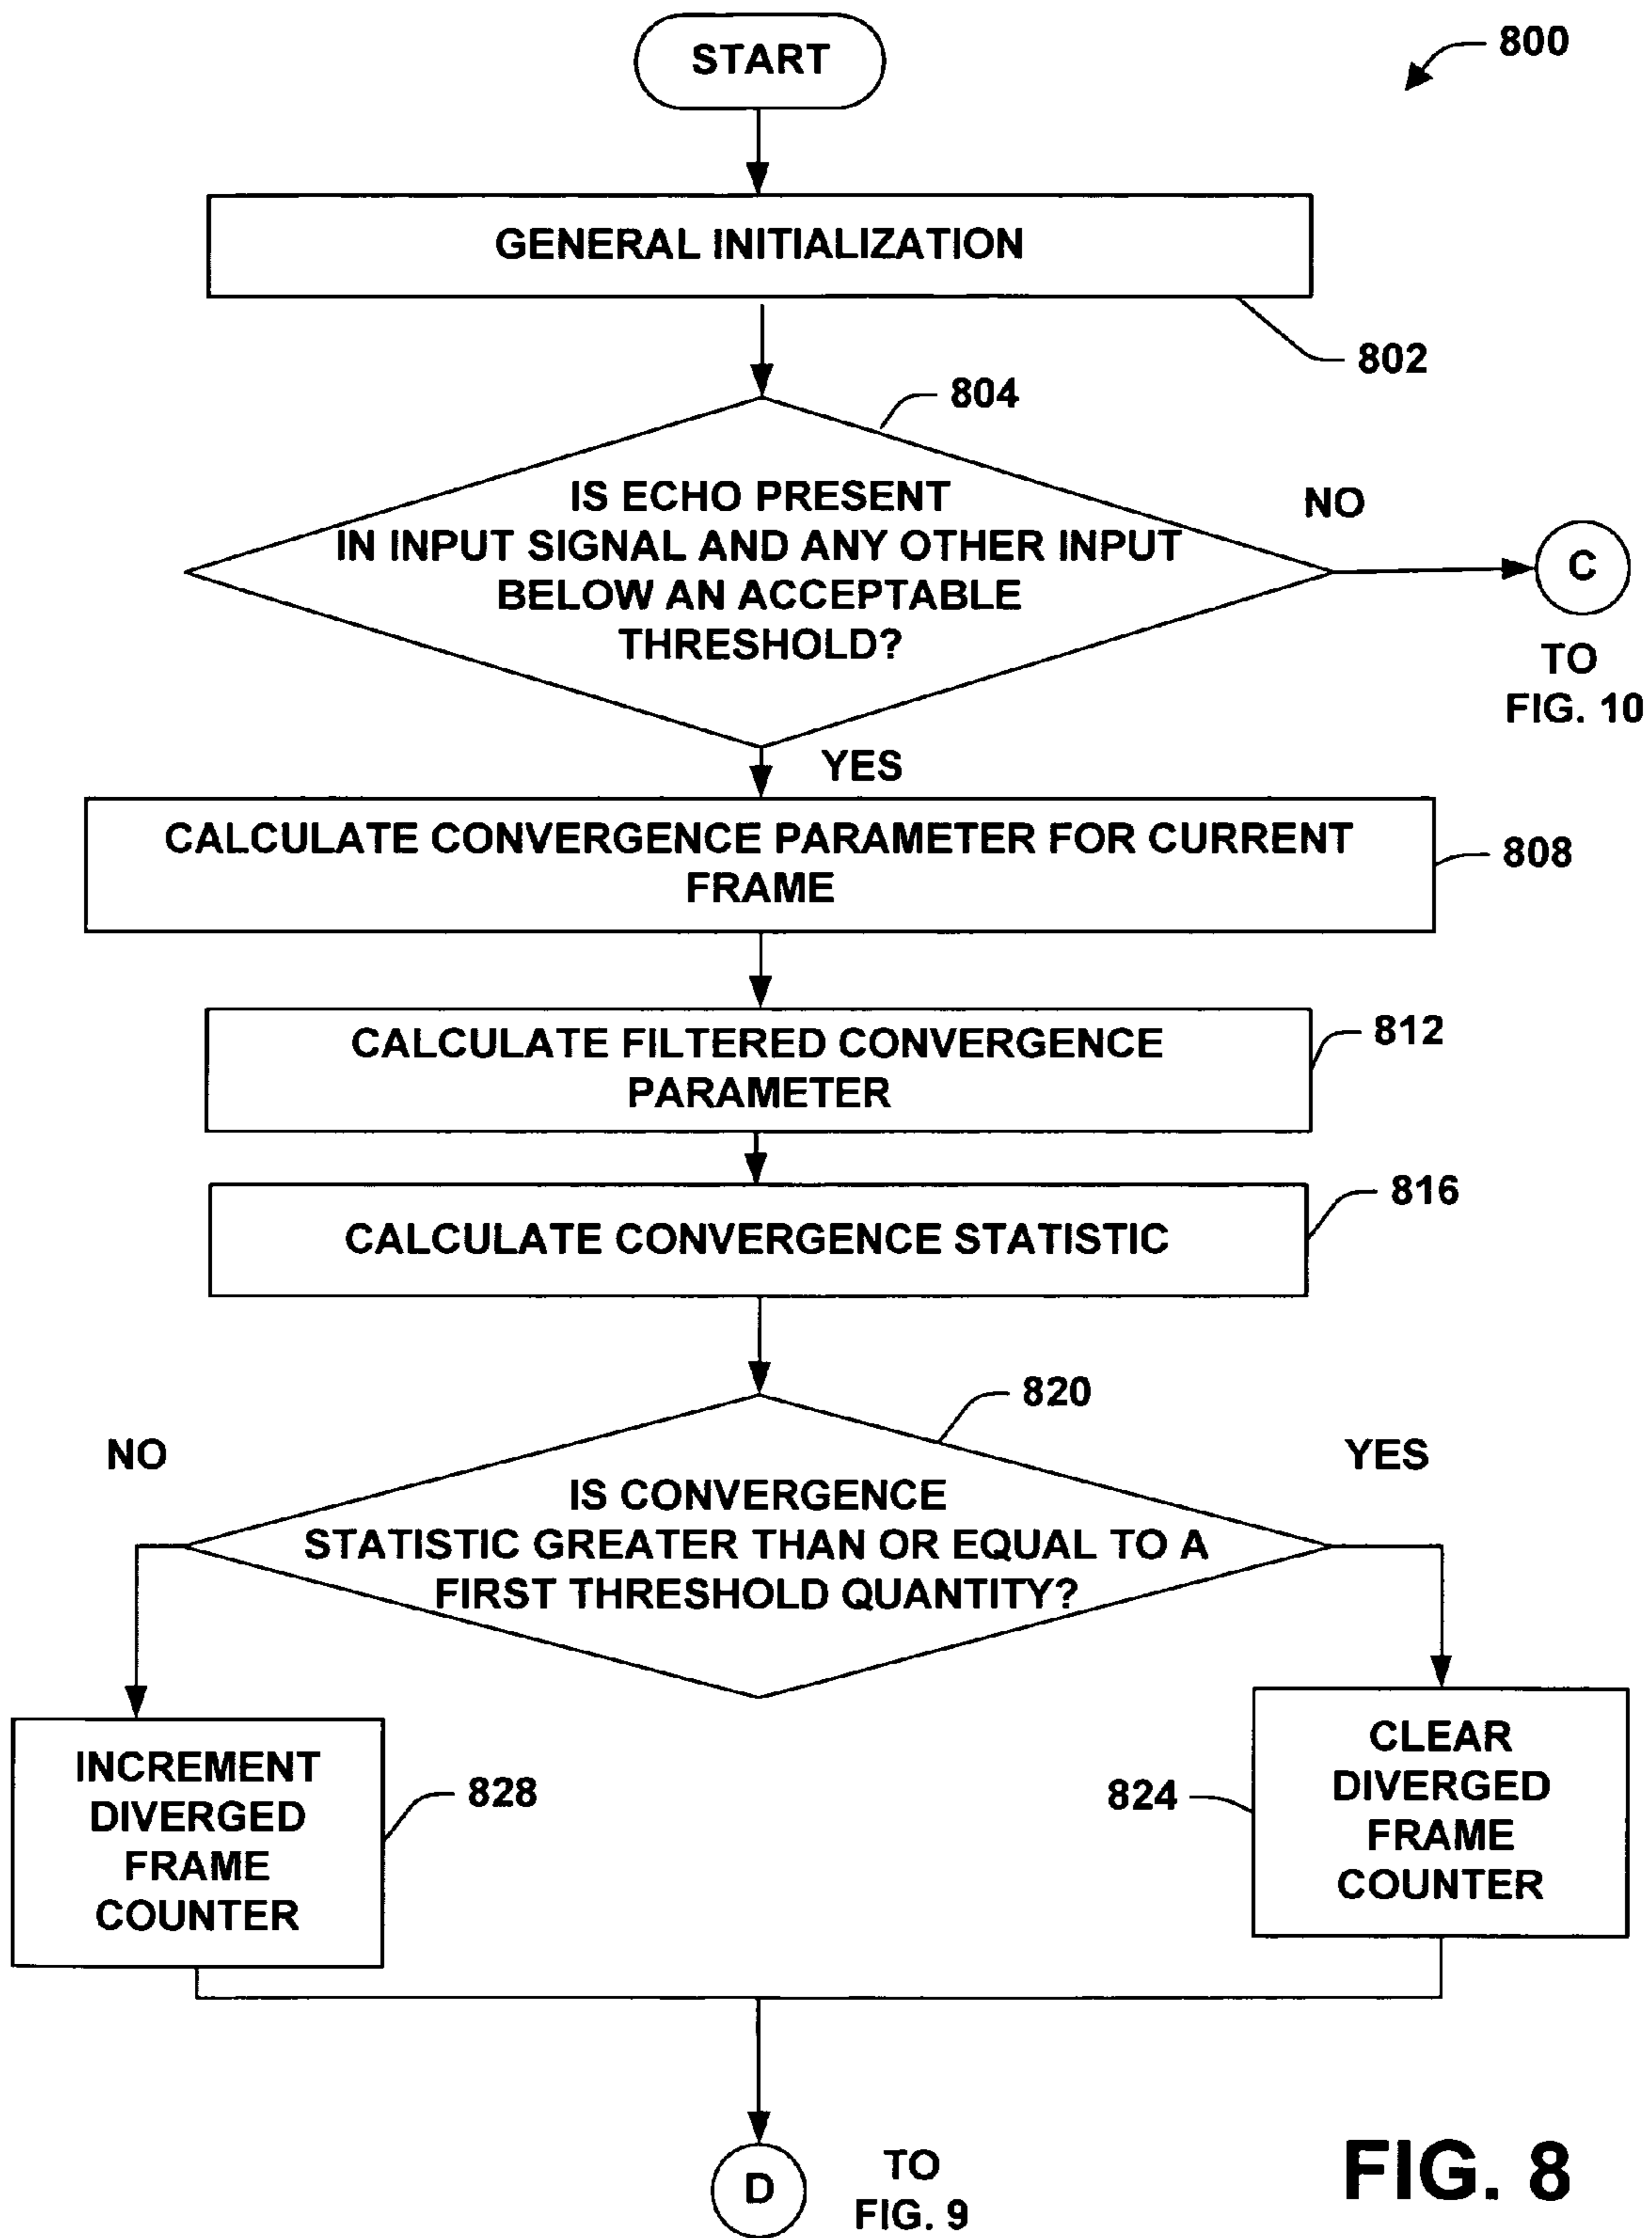 START
800
GENERAL INITIALIZATION
802
804
IS ECHO PRESENT
IN INPUT SIGNAL AND ANY OTHER INPUT
BELOW AN ACCEPTABLE
THRESHOLD?
NO
C
TO
FIG. 10
YES
CALCULATE CONVERGENCE PARAMETER FOR CURRENT
FRAME
808
CALCULATE FILTERED CONVERGENCE
PARAMETER
812
CALCULATE CONVERGENCE STATISTIC
816
820
NO
YES
IS CONVERGENCE
STATISTIC GREATER THAN OR EQUAL TO A
FIRST THRESHOLD QUANTITY?
INCREMENT
DIVERGED
FRAME
COUNTER
828
824
CLEAR
DIVERGED
FRAME
COUNTER
D
TO
FIG. 9
FIG. 8